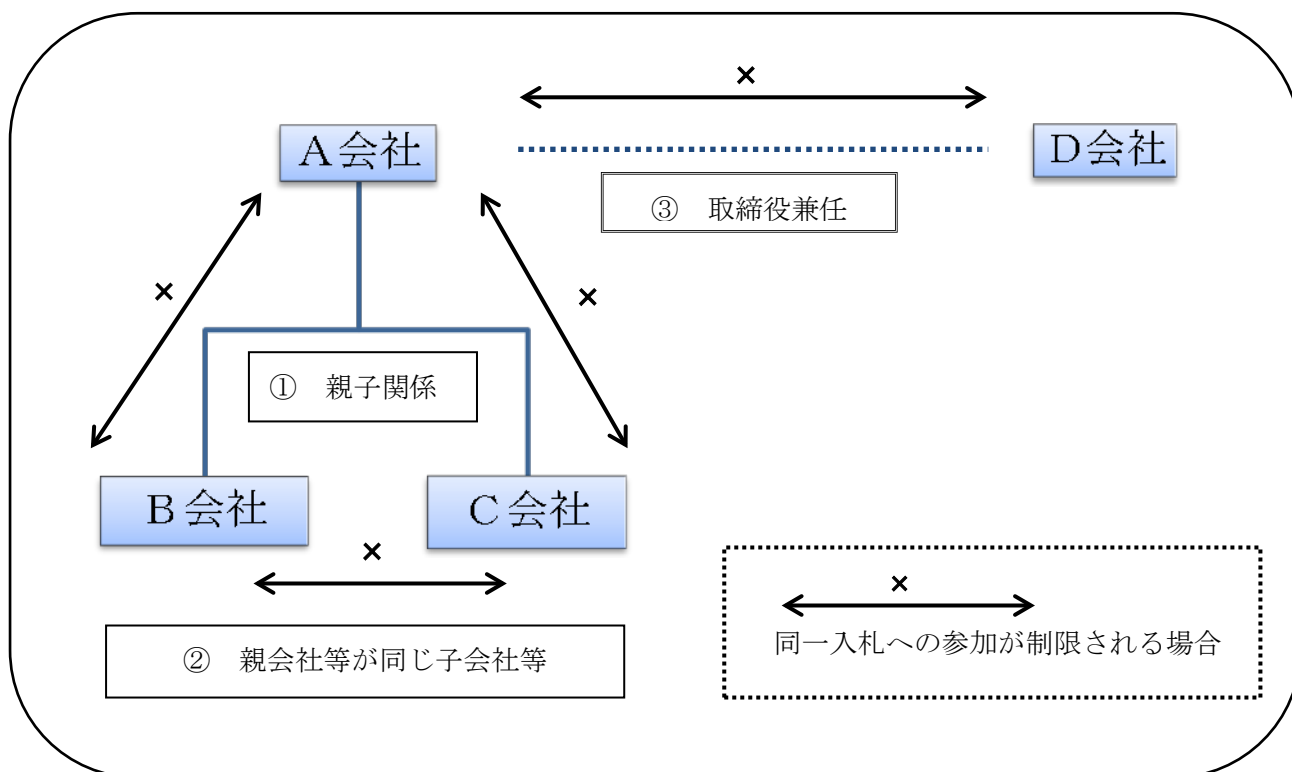 ×
A会社
D会社
③　取締役兼任
×
×
①　親子関係
B会社
C会社
×
②　親会社等が同じ子会社等
×
同一入札への参加が制限される場合